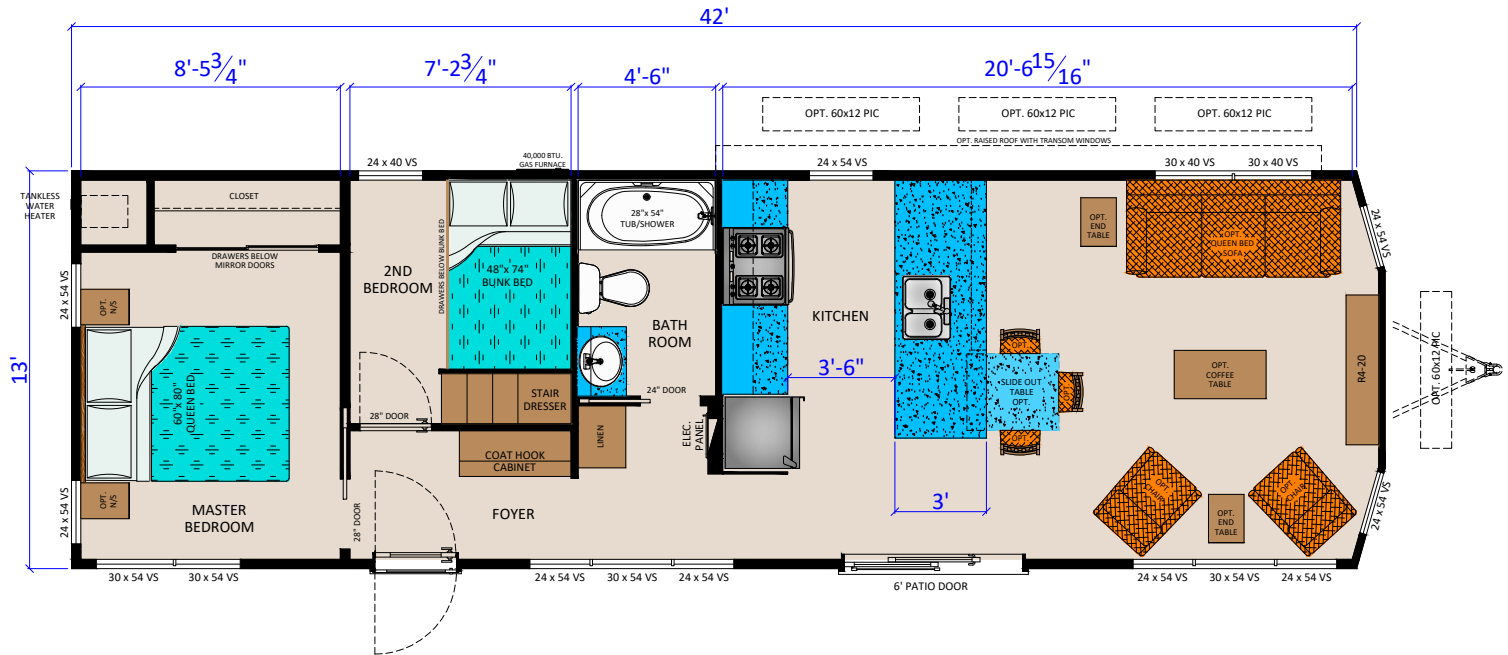 42'
8'-5 3/4"
7'-2 3/4"
4'-6"
20'-6 15/16"
OPT. 60x12 PIC
OPT. 60x12 PIC
OPT. 60x12 PIC
OPT. RAISED ROOF WITH TRANSOM WINDOWS
24 x 40 VS
40,000 BTU.
GAS FURNACE
24 x 54 VS
30 x 40 VS
30 x 40 VS
TANKLESS
WATER
HEATER
CLOSET
DRAWERS BELOW
MIRROR DOORS
2ND
BEDROOM
DRAWERS BELOW BUNK BED
48"x 74"
BUNK BED
28"x 54"
TUB/SHOWER
BATH
ROOM
KITCHEN
3'-6"
OPT.
END
TABLE
OPT.
QUEEN BED
SOFA
24 x 54 VS
24 x 54 VS
OPT.
N/S
60"x 80"
QUEEN BED
13'
OPT.
N/S
24 x 54 VS
MASTER
BEDROOM
28" DOOR
STAIR
DRESSER
COAT HOOK
CABINET
24" DOOR
LINEN
ELEC.
PANEL
OPT.
SLIDE OUT
TABLE
OPT.
OPT.
OPT.
OPT.
COFFEE
TABLE
R4-20
OPT. 60x12 PIC
3'
28" DOOR
FOYER
OPT.
CHAIR
OPT.
END
TABLE
OPT.
CHAIR
24 x 54 VS
30 x 54 VS
30 x 54 VS
24 x 54 VS
30 x 54 VS
24 x 54 VS
6' PATIO DOOR
24 x 54 VS
30 x 54 VS
24 x 54 VS